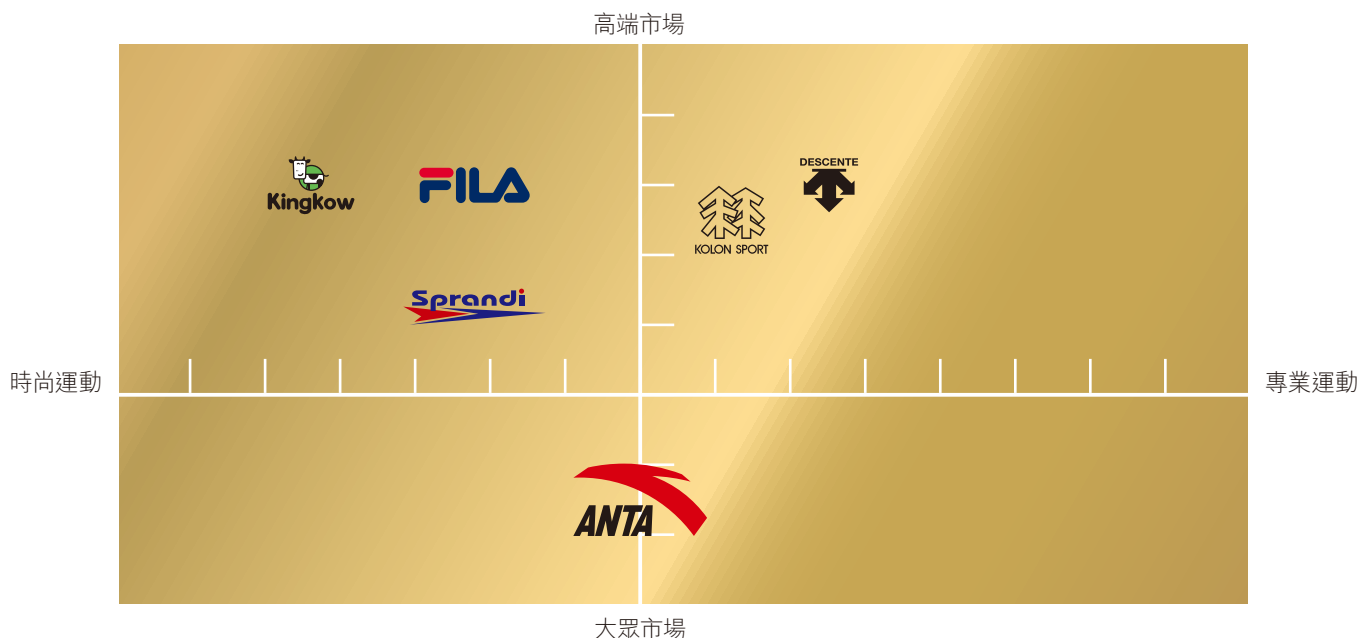 高端市場
DESCENTE
Kingkow
FILA
KOLON SPORT
Sprandi
時尚運動
專業運動
ANTA
大眾市場